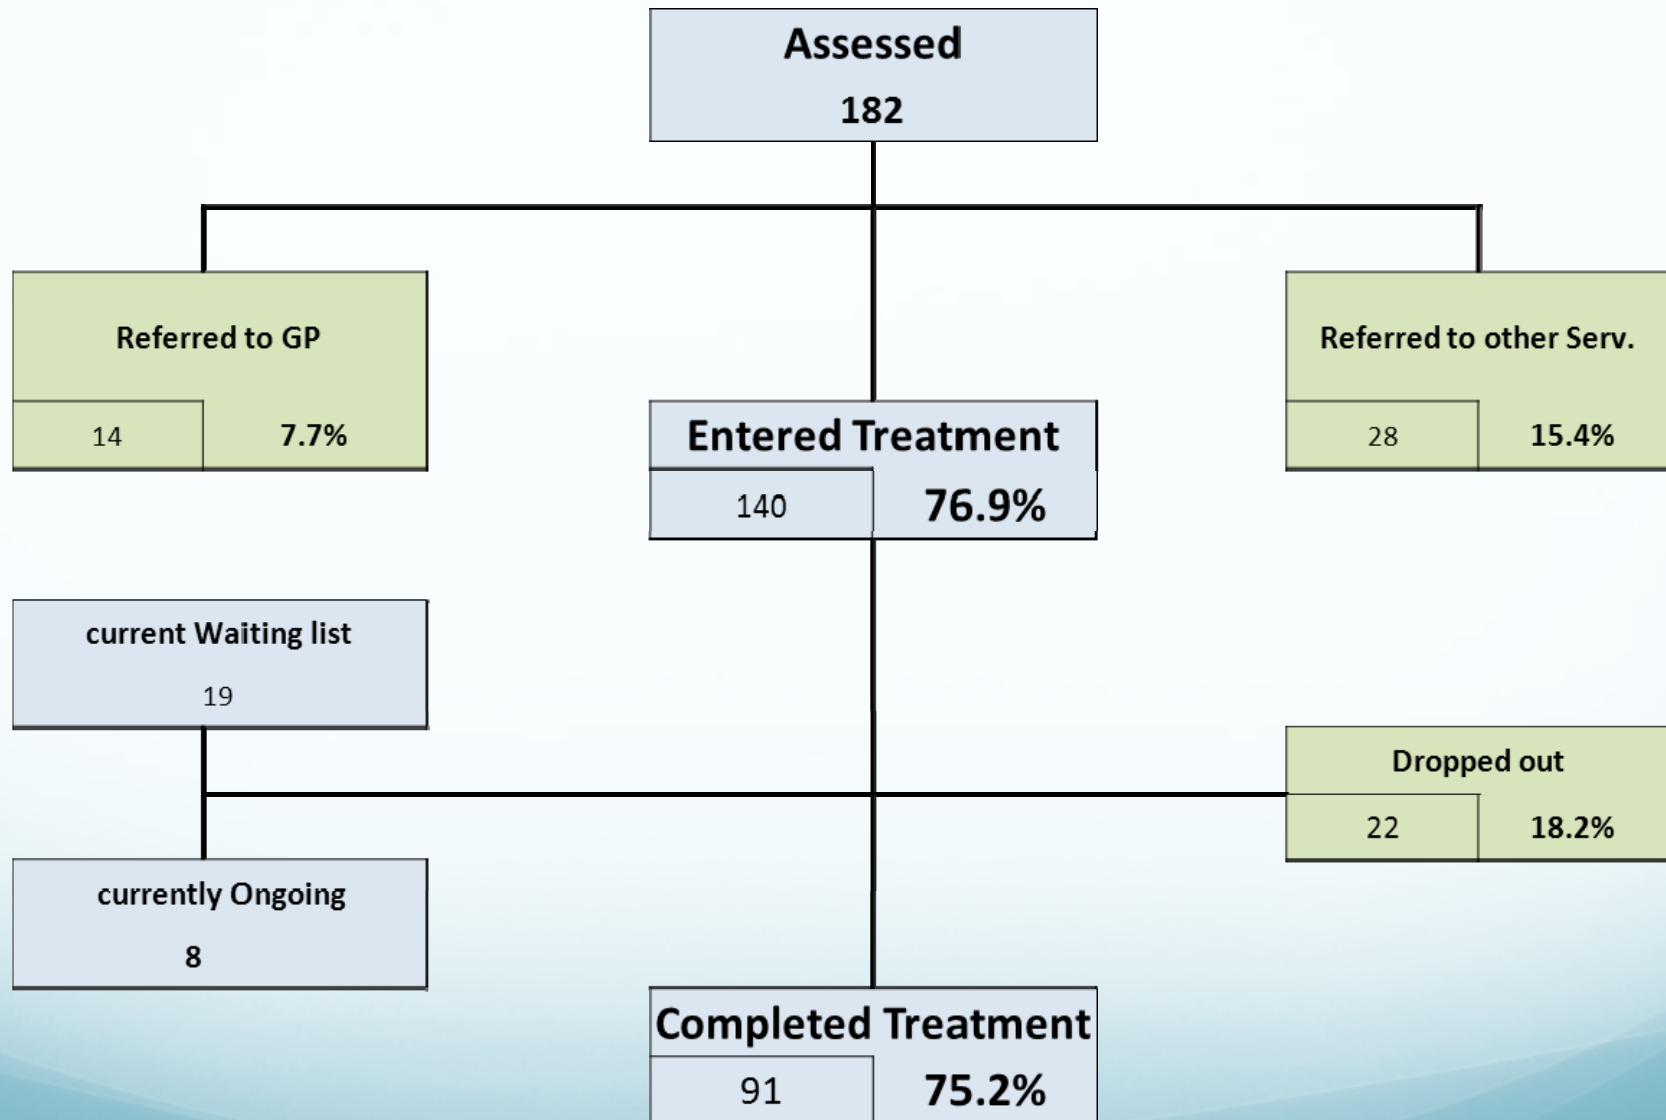 Assessed
182
Referred to GP
14 7.7%
Referred to other Serv.
28 15.4%
Entered Treatment
140 76.9%
current Waiting list
19
Dropped out
22 18.2%
currently Ongoing
8
Completed Treatment
91 75.2%